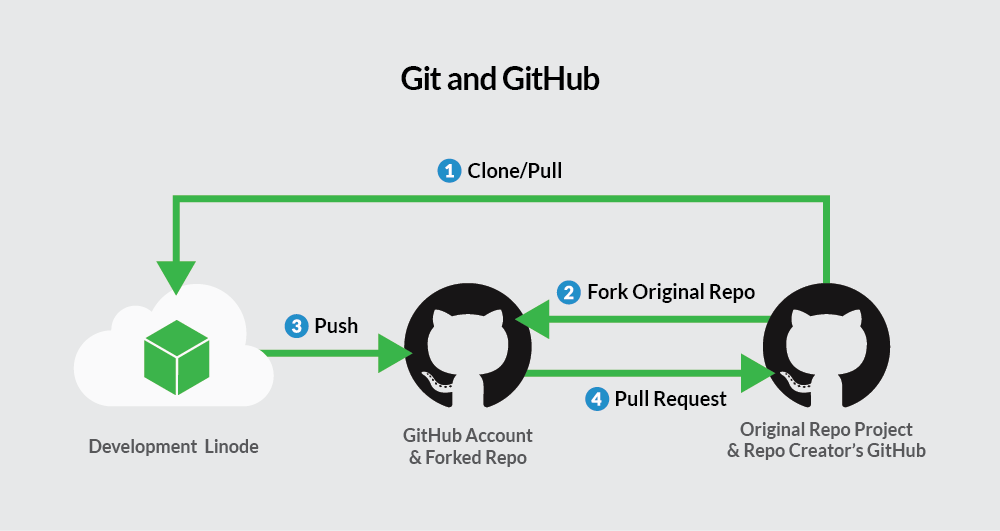 Git and GitHub
1 Clone/Pull
2 Fork Original Repo
3 Push
4 Pull Request
Development Linode
GitHub Account
& Forked Repo
Original Repo Project
& Repo Creator's GitHub